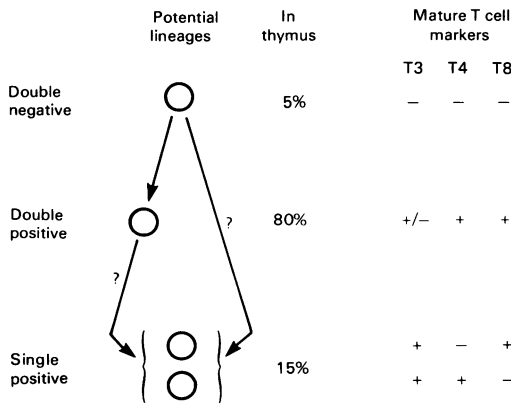 Potential lineages
In thymus
Mature T cell markers
T3 T4 T8
Double negative
5%
− − −
Double positive
80%
+/− + +
?
?
Single positive
15%
+ − +
+ + −